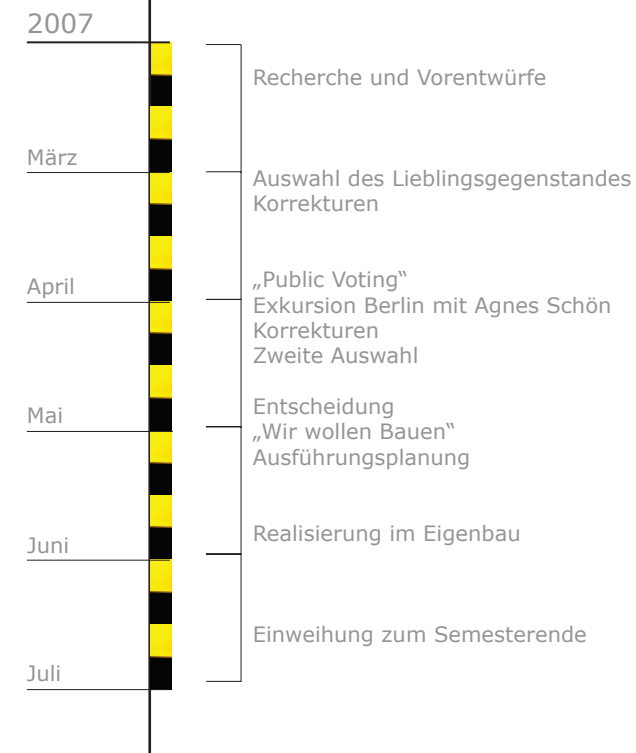 2007
Recherche und Vorentwürfe
März
Auswahl des Lieblingsgegenstandes
Korrekturen
April
„Public Voting“
Exkursion Berlin mit Agnes Schön
Korrekturen
Zweite Auswahl
Mai
Entscheidung
„Wir wollen Bauen“
Ausführungsplanung
Juni
Realisierung im Eigenbau
Einweihung zum Semesterende
Juli